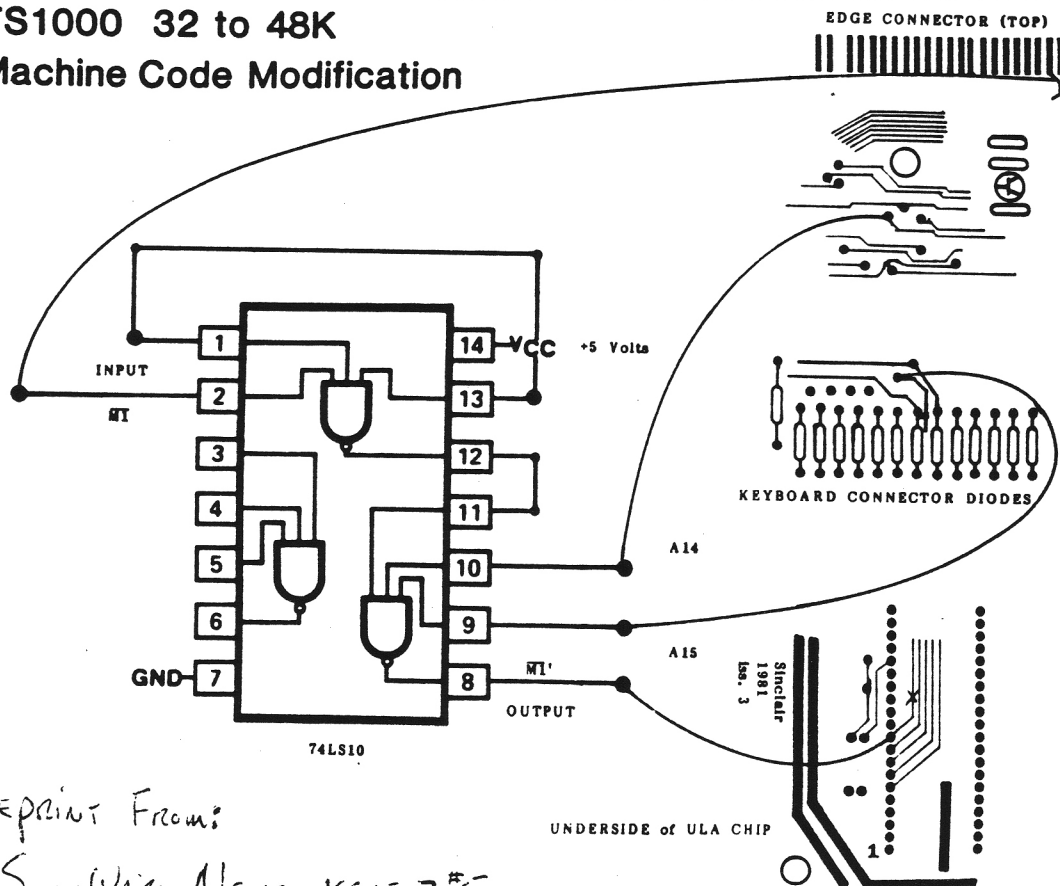 TS1000 32 to 48K
Machine Code Modification
EDGE CONNECTOR (TOP)
1
14
VCC
+5 Volts
INPUT
2
13
M1
3
12
4
11
KEYBOARD CONNECTOR DIODES
5
10
A14
6
9
A15
GND
7
8
M1'
OUTPUT
Sinclair
1981
iss. 3
74LS10
UNDERSIDE of ULA CHIP
1
Reprint From: